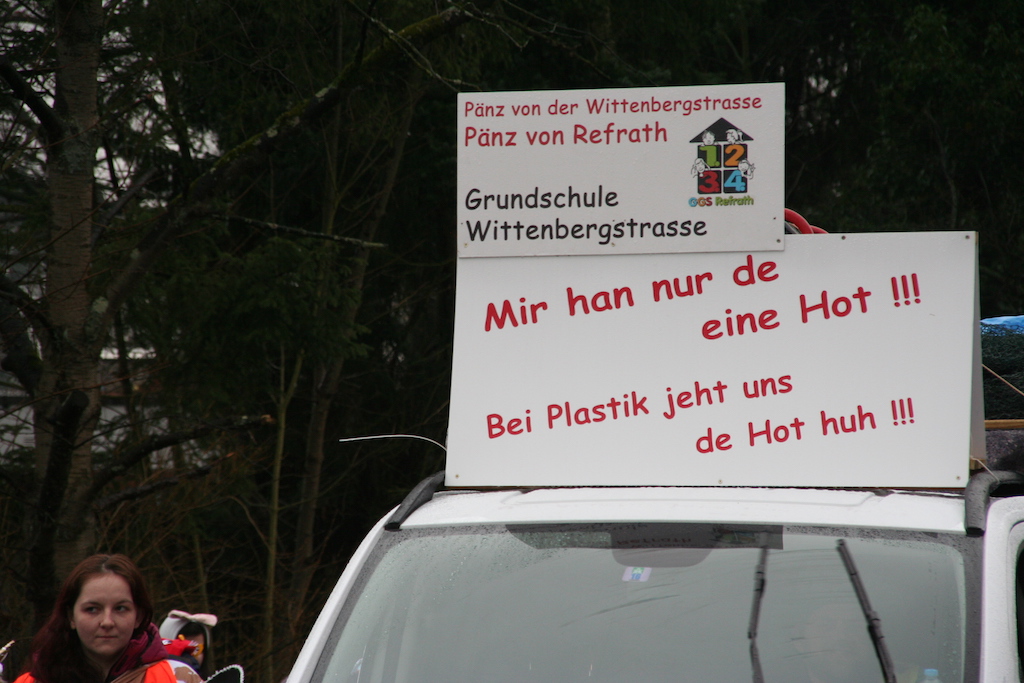 Pänz von der Wittenbergstrasse
Pänz von Refrath
1 2
3 4
@GS Refrath
Grundschule
Wittenbergstrasse
Mir han nur de
eine Hot !!!
Bei Plastik jeht uns
de Hot huh !!!